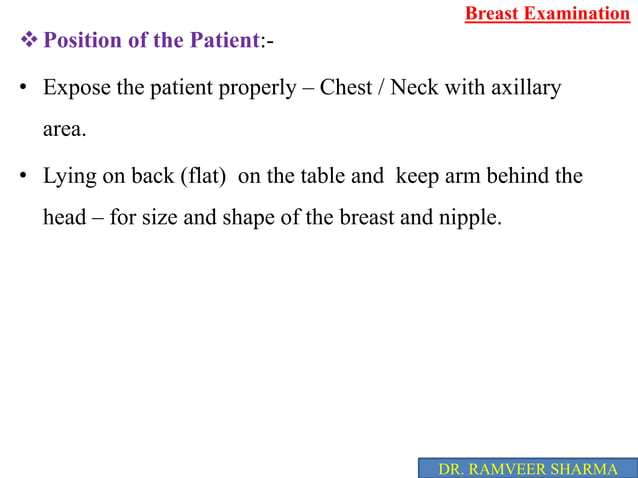 Breast Examination
❖ Position of the Patient:-
• Expose the patient properly – Chest / Neck with axillary
area.
• Lying on back (flat) on the table and keep arm behind the
head – for size and shape of the breast and nipple.
DR. RAMVEER SHARMA